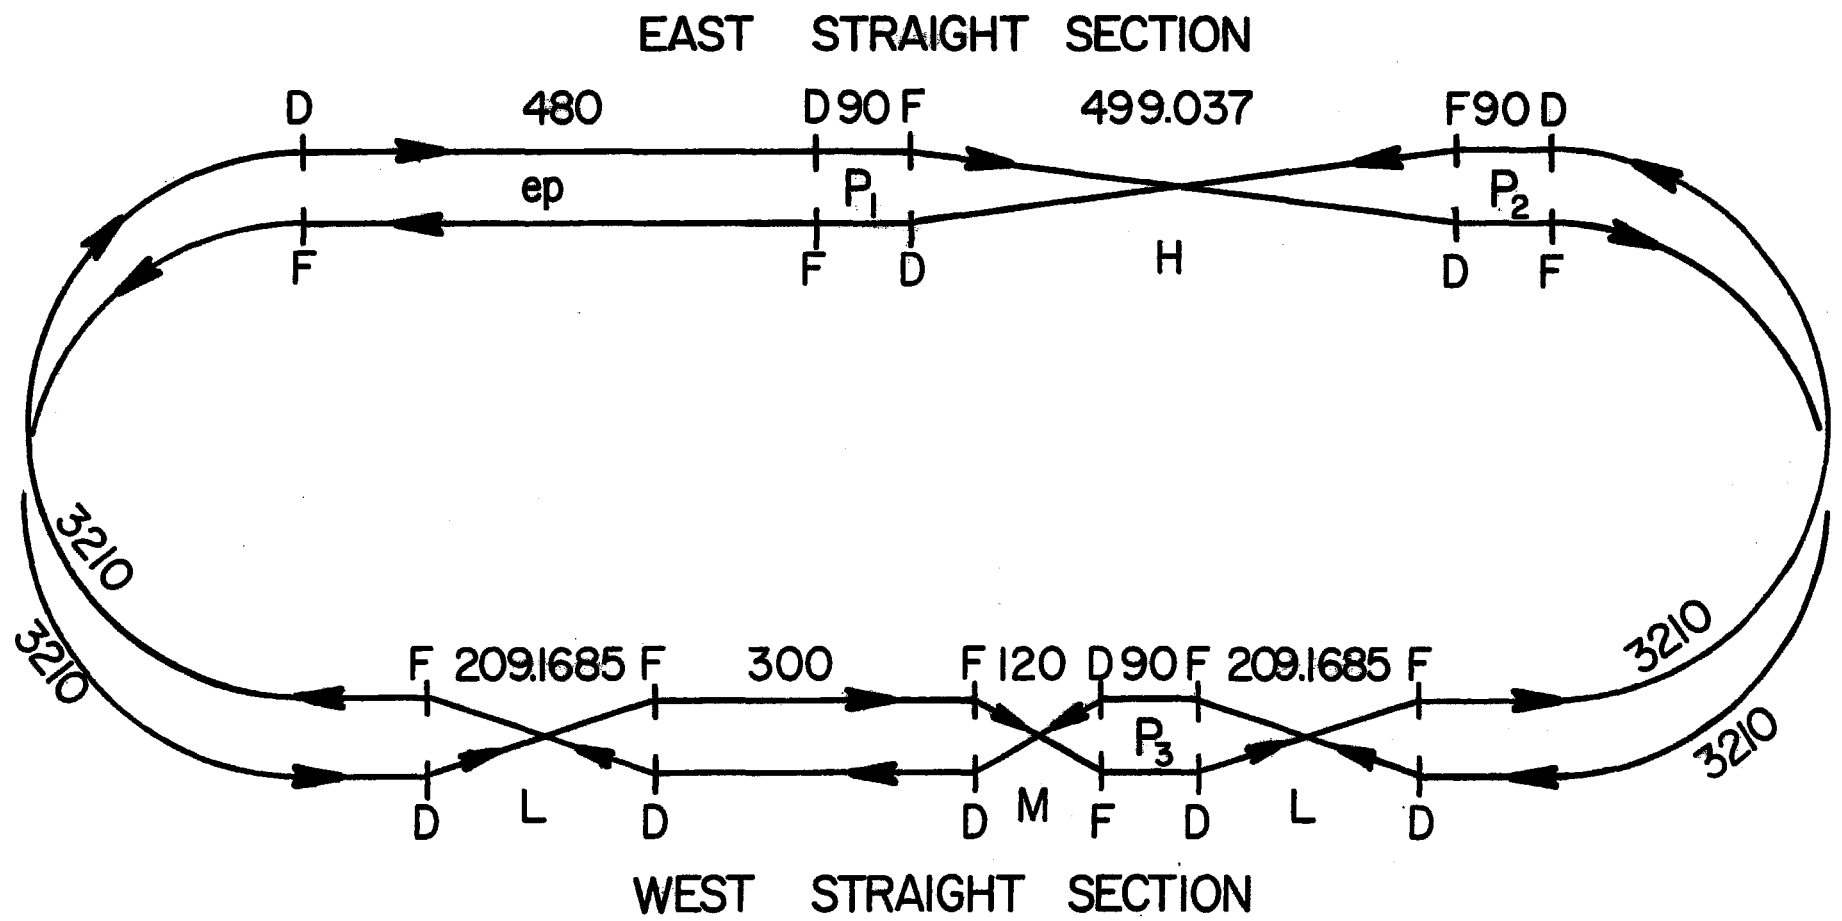 EAST STRAIGHT SECTION
D 480 D 90 F 499.037 F 90 D
ep P1 P2
F F D H D F
3210 3210
3210 3210
F 209.1685 F 300 F 120 D 90 F 209.1685 F
P3
D L D D M F D L D
WEST STRAIGHT SECTION